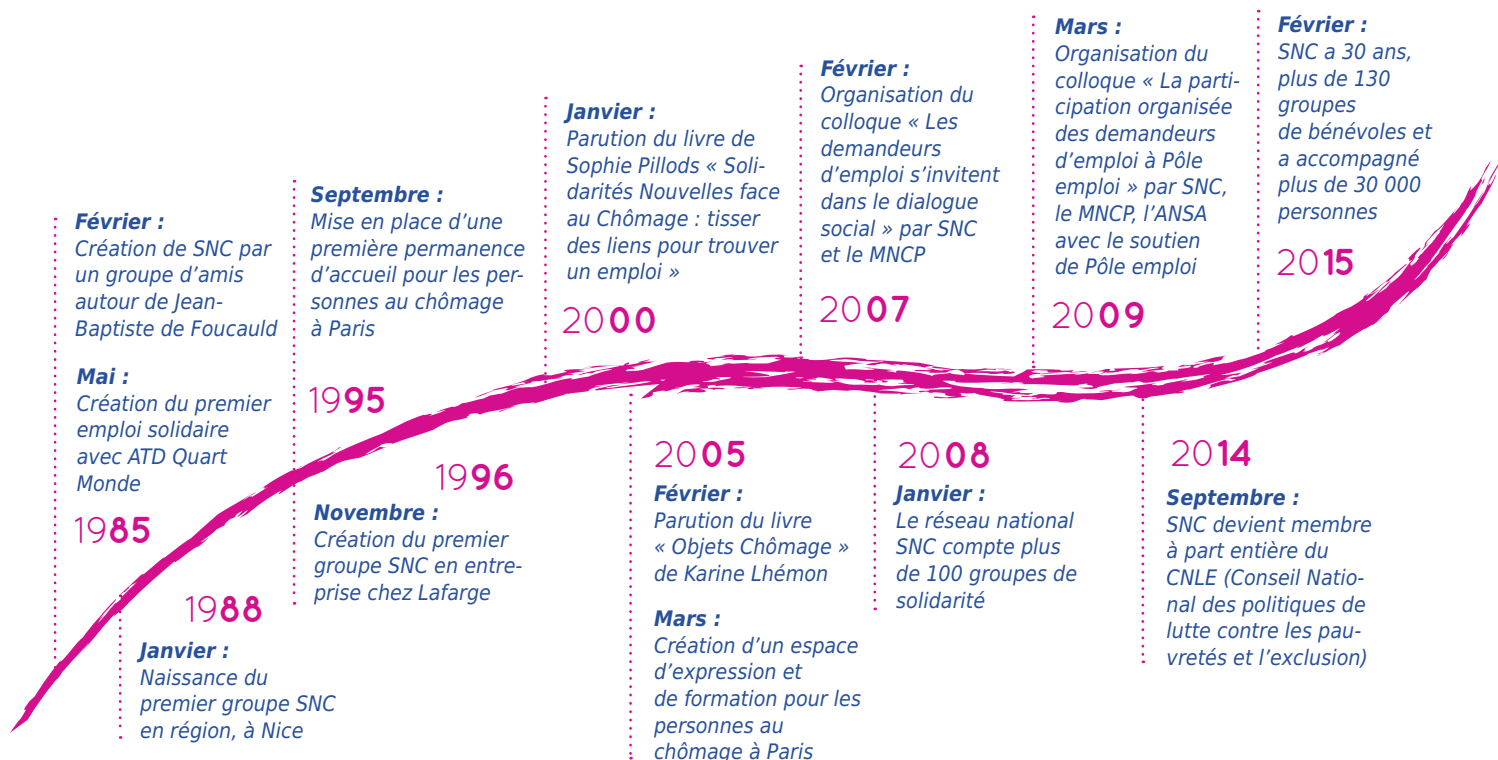 Février :
Création de SNC par
un groupe d’amis
autour de Jean-
Baptiste de Foucauld
Mai :
Création du premier
emploi solidaire
avec ATD Quart
Monde
1985
1988
Janvier :
Naissance du
premier groupe SNC
en région, à Nice
Septembre :
Mise en place d’une
première permanence
d’accueil pour les per-
sonnes au chômage
à Paris
1995
1996
Novembre :
Création du premier
groupe SNC en entre-
prise chez Lafarge
Janvier :
Parution du livre de
Sophie Pillods « Soli-
darités Nouvelles face
au Chômage : tisser
des liens pour trouver
un emploi »
2000
2005
Février :
Parution du livre
« Objets Chômage »
de Karine Lhémon
Mars :
Création d’un espace
d’expression et
de formation pour les
personnes au
chômage à Paris
Février :
Organisation du
colloque « Les
demandeurs
d’emploi s’invitent
dans le dialogue
social » par SNC
et le MNCP
2007
2008
Janvier :
Le réseau national
SNC compte plus
de 100 groupes de
solidarité
Mars :
Organisation du
colloque « La parti-
cipation organisée
des demandeurs
d’emploi à Pôle
emploi » par SNC,
le MNCP, l’ANSA
avec le soutien
de Pôle emploi
2009
2014
Septembre :
SNC devient membre
à part entière du
CNLE (Conseil Natio-
nal des politiques de
lutte contre les pau-
vretés et l’exclusion)
Février :
SNC a 30 ans,
plus de 130
groupes
de bénévoles et
a accompagné
plus de 30 000
personnes
2015